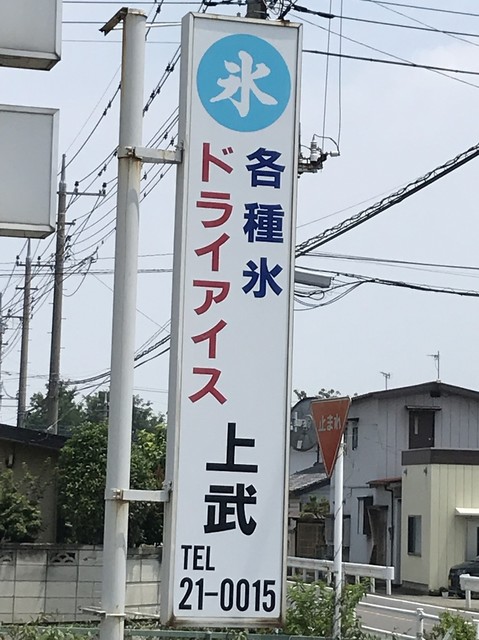 氷
各種氷
ドライアイス
上武
TEL
21-0015
止まれ